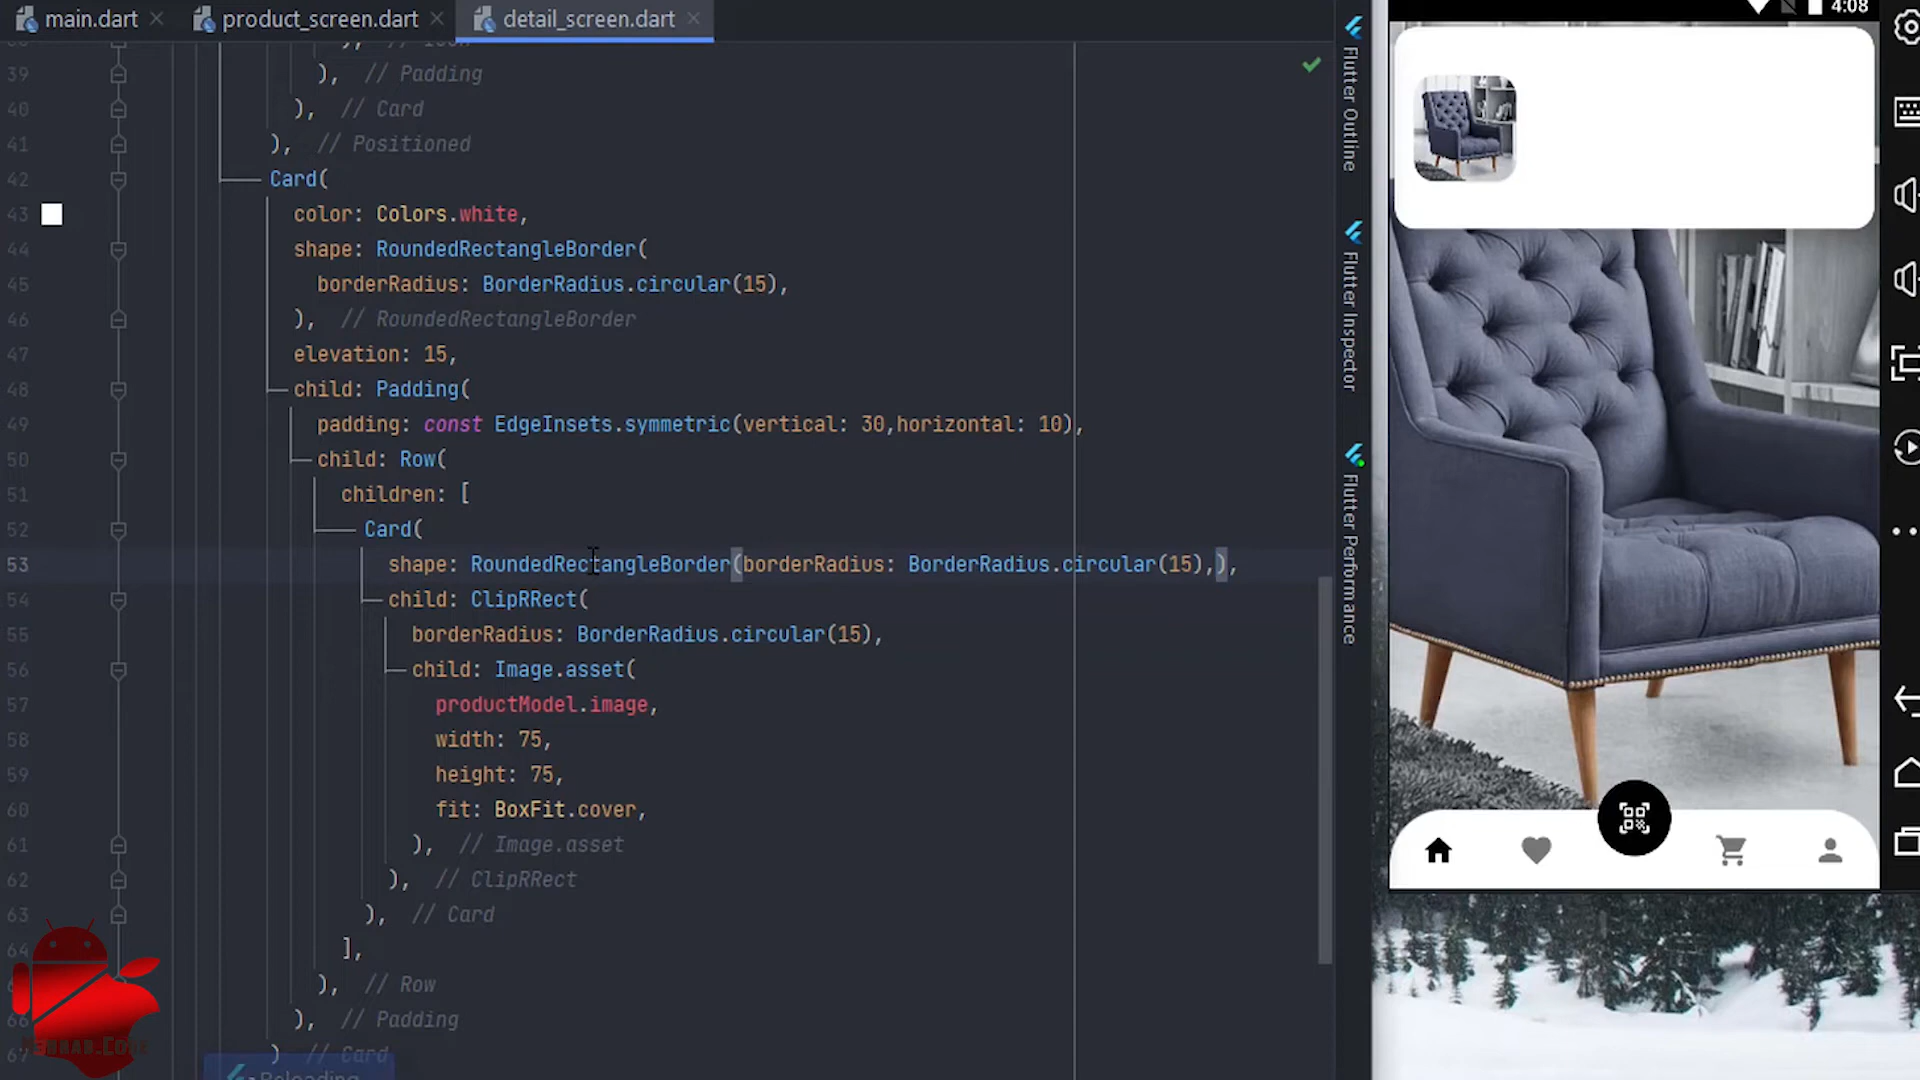 main.dart
product_screen.dart
detail_screen.dart
39 ), // Padding
40 ), // Card
41 ), // Positioned
42 Card(
43 color: Colors.white,
44 shape: RoundedRectangleBorder(
45 borderRadius: BorderRadius.circular(15),
46 ), // RoundedRectangleBorder
47 elevation: 15,
48 child: Padding(
49 padding: const EdgeInsets.symmetric(vertical: 30,horizontal: 10),
50 child: Row(
51 children: [
52 Card(
53 shape: RoundedRectangleBorder(borderRadius: BorderRadius.circular(15),),
54 child: ClipRRect(
55 borderRadius: BorderRadius.circular(15),
56 child: Image.asset(
57 productModel.image,
58 width: 75,
59 height: 75,
60 fit: BoxFit.cover,
61 ), // Image.asset
62 ), // ClipRRect
63 ), // Card
64 ],
), // Row
66 ), // Padding
67 ) // Card
Reloading
Flutter Outline
Flutter Inspector
Flutter Performance
4:08